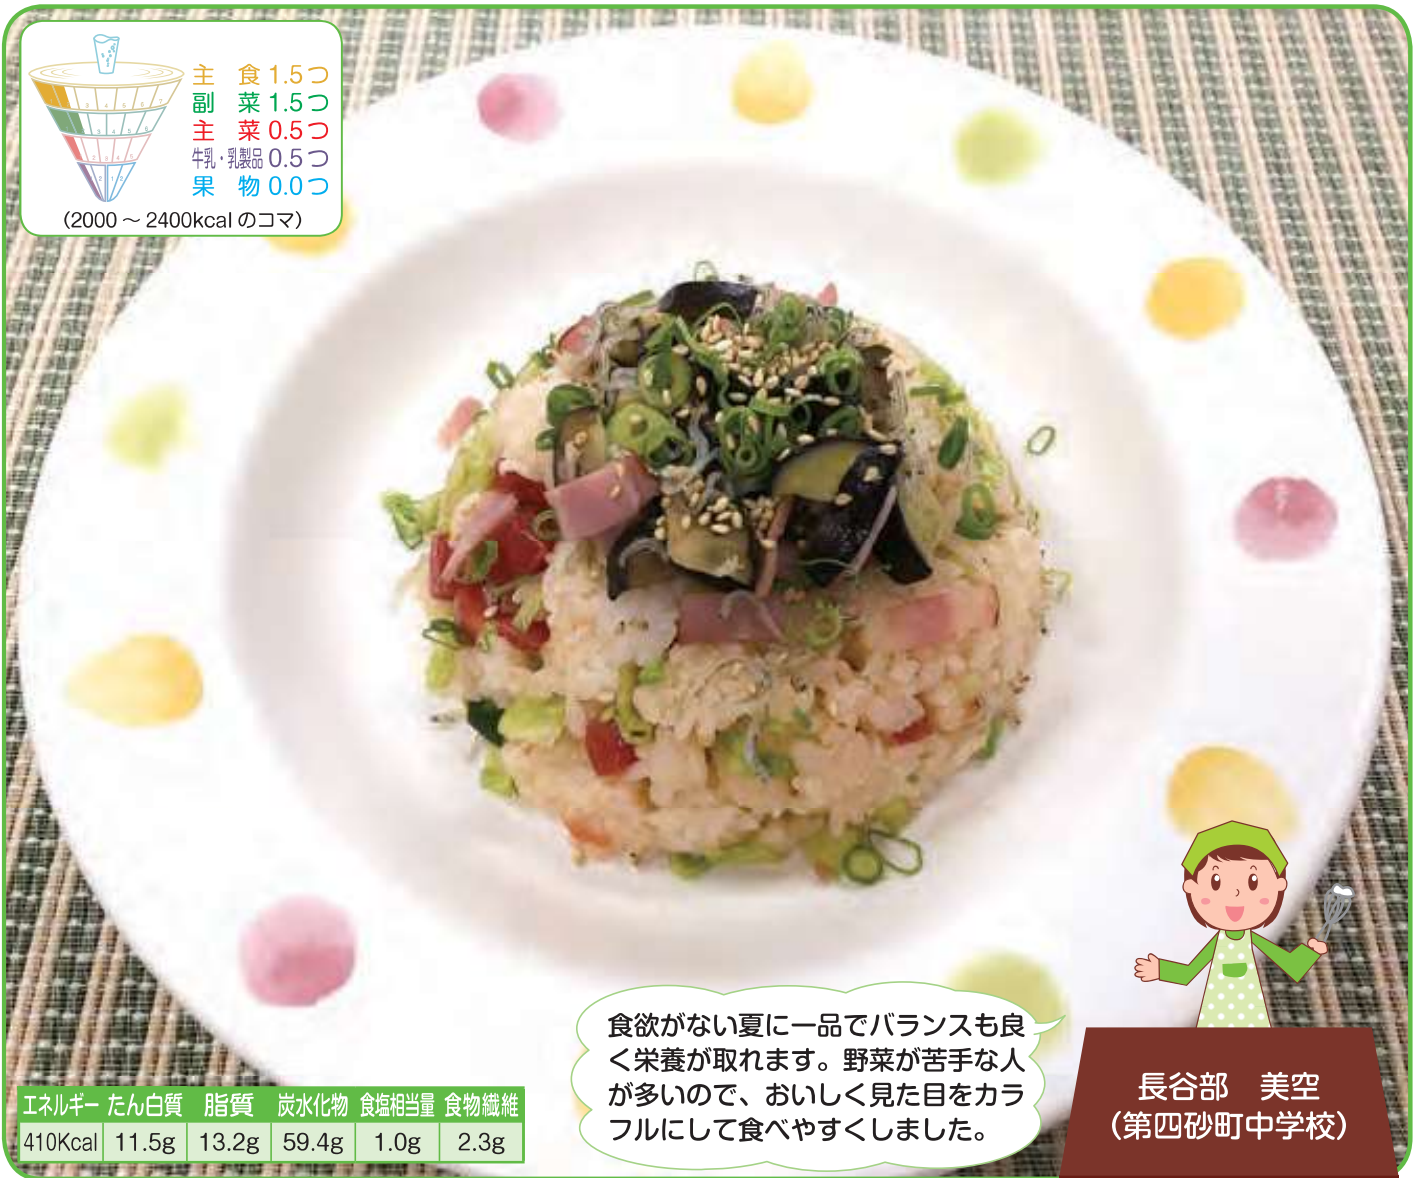 主　食 1.5つ
副　菜 1.5つ
主　菜 0.5つ
牛乳・乳製品 0.5つ
果　物 0.0つ
（2000 ～ 2400kcal のコマ）
食欲がない夏に一品でバランスも良
く栄養が取れます。野菜が苦手な人
が多いので、おいしく見た目をカラ
フルにして食べやすくしました。
長谷部　美空
（第四砂町中学校）
エネルギー たん白質 脂質 炭水化物 食塩相当量 食物繊維
410Kcal 11.5g 13.2g 59.4g 1.0g 2.3g